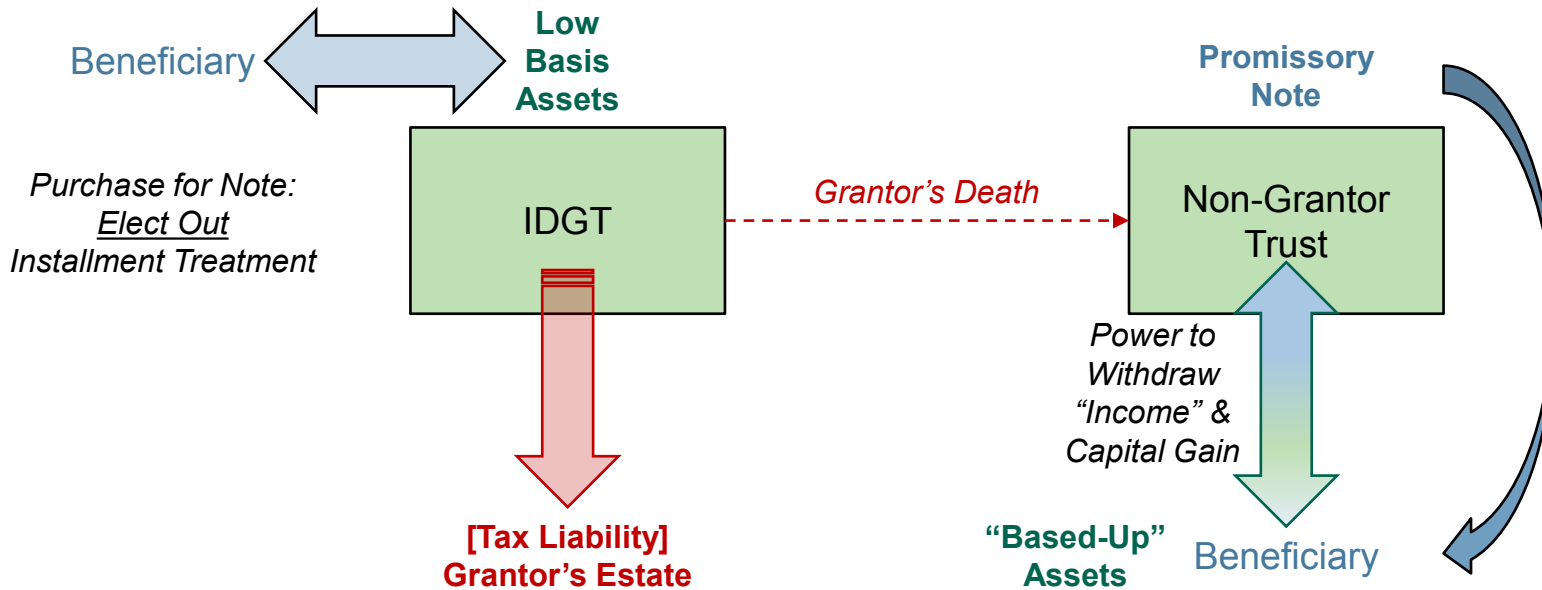 Beneficiary
Low
Basis
Assets
Purchase for Note:
Elect Out
Installment Treatment
IDGT
Grantor’s Death
[Tax Liability]
Grantor’s Estate
Promissory
Note
Non-Grantor
Trust
Power to
Withdraw
“Income” &
Capital Gain
“Based-Up”
Assets
Beneficiary